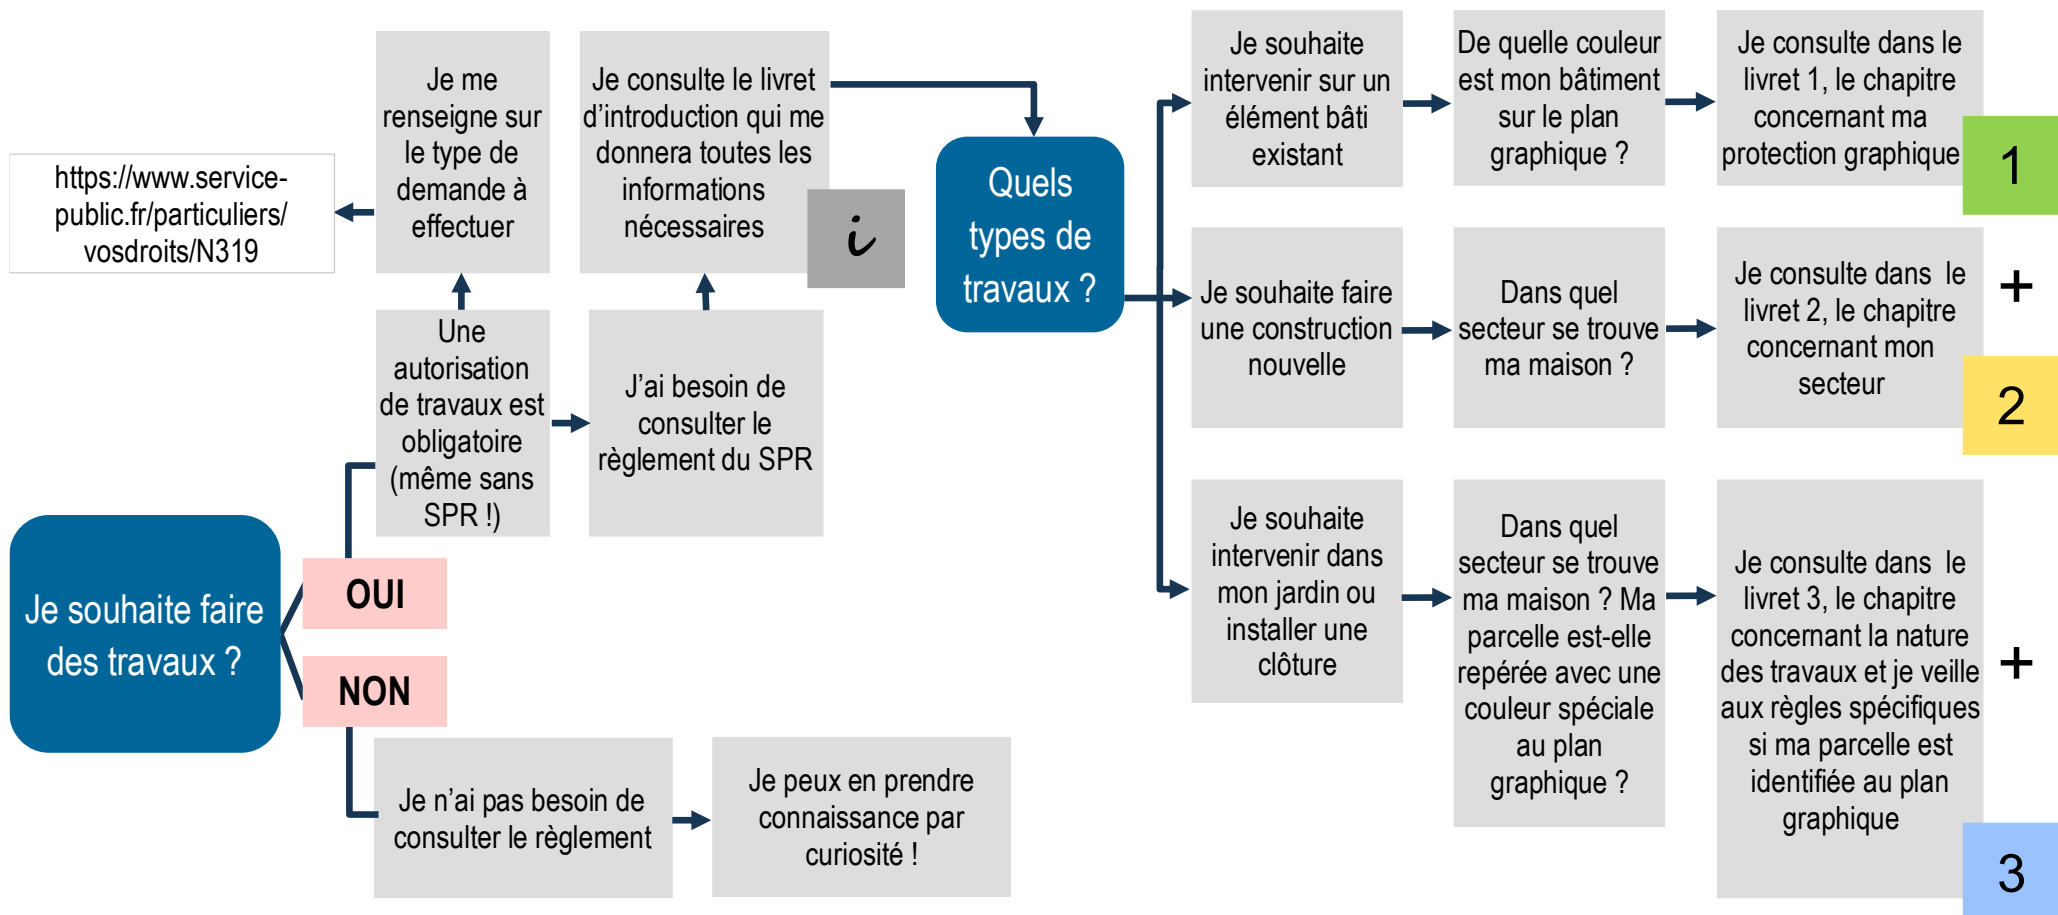 Je souhaite faire
des travaux ?
OUI
NON
Une
autorisation
de travaux est
obligatoire
(même sans
SPR !)
Je me
renseigne sur
le type de
demande à
effectuer
https://www.service-
public.fr/particuliers/
vosdroits/N319
J'ai besoin de
consulter le
règlement du SPR
Je consulte le livret
d'introduction qui me
donnera toutes les
informations
nécessaires
i
Je n'ai pas besoin de
consulter le règlement
Je peux en prendre
connaissance par
curiosité !
Quels
types de
travaux ?
Je souhaite
intervenir sur un
élément bâti
existant
De quelle couleur
est mon bâtiment
sur le plan
graphique ?
Je consulte dans le
livret 1, le chapitre
concernant ma
protection graphique
1
+
Je souhaite faire
une construction
nouvelle
Dans quel
secteur se trouve
ma maison ?
Je consulte dans  le
livret 2, le chapitre
concernant mon
secteur
2
+
Je souhaite
intervenir dans
mon jardin ou
installer une
clôture
Dans quel
secteur se trouve
ma maison ? Ma
parcelle est-elle
repérée avec une
couleur spéciale
au plan
graphique ?
Je consulte dans  le
livret 3, le chapitre
concernant la nature
des travaux et je veille
aux règles spécifiques
si ma parcelle est
identifiée au plan
graphique
3